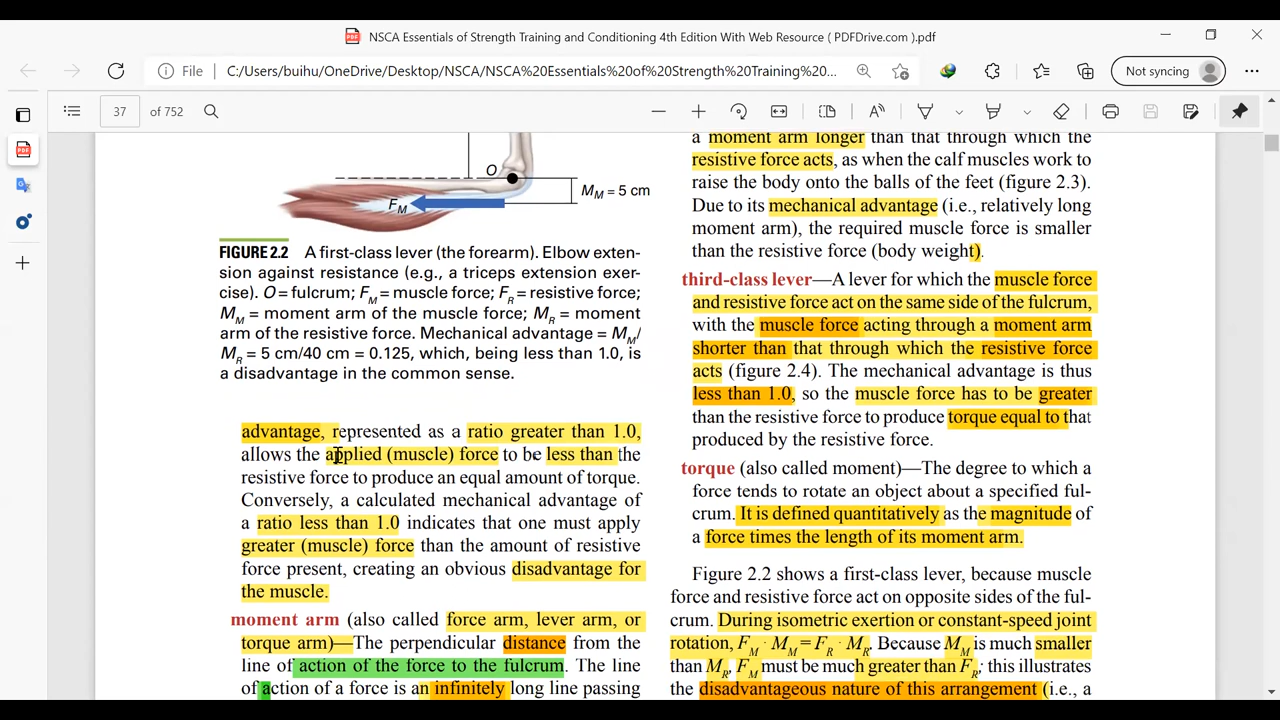 NSCA Essentials of Strength Training and Conditioning 4th Edition With Web Resource ( PDFDrive.com ).pdf
File
C:/Users/buihu/OneDrive/Desktop/NSCA/NSCA%20Essentials%20of%20Strength%20Training%20...
Not syncing
37 of 752
O
M_M = 5 cm
F_M
FIGURE 2.2 A first-class lever (the forearm). Elbow exten-
sion against resistance (e.g., a triceps extension exer-
cise). O = fulcrum; F_M = muscle force; F_R = resistive force;
M_M = moment arm of the muscle force; M_R = moment
arm of the resistive force. Mechanical advantage = M_M/
M_R = 5 cm/40 cm = 0.125, which, being less than 1.0, is
a disadvantage in the common sense.
advantage, represented as a ratio greater than 1.0,
allows the applied (muscle) force to be less than the
resistive force to produce an equal amount of torque.
Conversely, a calculated mechanical advantage of
a ratio less than 1.0 indicates that one must apply
greater (muscle) force than the amount of resistive
force present, creating an obvious disadvantage for
the muscle.
moment arm (also called force arm, lever arm, or
torque arm)—The perpendicular distance from the
line of action of the force to the fulcrum. The line
of action of a force is an infinitely long line passing
a moment arm longer than that through which the
resistive force acts, as when the calf muscles work to
raise the body onto the balls of the feet (figure 2.3).
Due to its mechanical advantage (i.e., relatively long
moment arm), the required muscle force is smaller
than the resistive force (body weight).
third-class lever—A lever for which the muscle force
and resistive force act on the same side of the fulcrum,
with the muscle force acting through a moment arm
shorter than that through which the resistive force
acts (figure 2.4). The mechanical advantage is thus
less than 1.0, so the muscle force has to be greater
than the resistive force to produce torque equal to that
produced by the resistive force.
torque (also called moment)—The degree to which a
force tends to rotate an object about a specified ful-
crum. It is defined quantitatively as the magnitude of
a force times the length of its moment arm.
Figure 2.2 shows a first-class lever, because muscle
force and resistive force act on opposite sides of the ful-
crum. During isometric exertion or constant-speed joint
rotation, F_M · M_M = F_R · M_R. Because M_M is much smaller
than M_R, F_M must be much greater than F_R; this illustrates
the disadvantageous nature of this arrangement (i.e., a